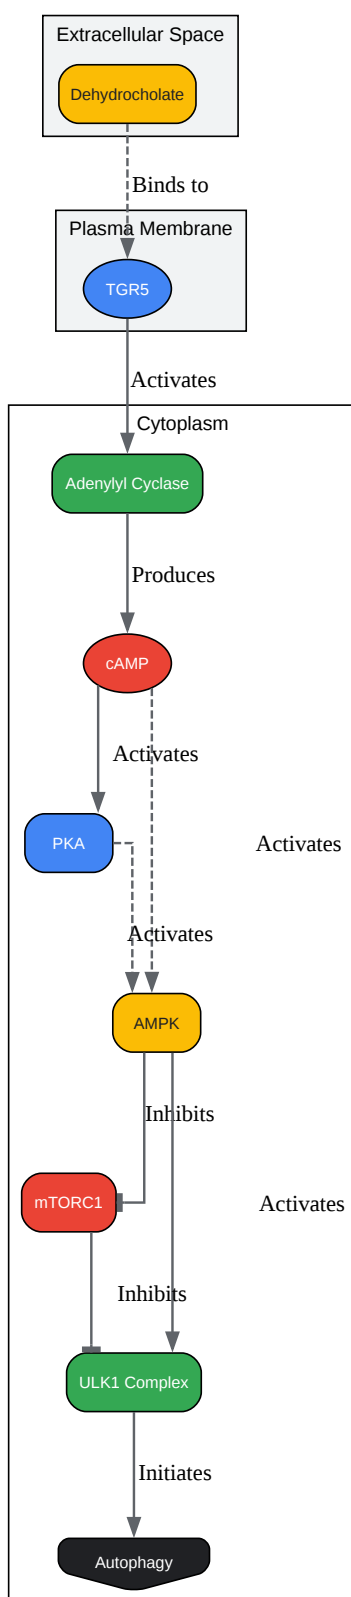 Extracellular Space
Dehydrocholate
Binds to
Plasma Membrane
TGR5
Activates
Cytoplasm
Adenylyl Cyclase
Produces
cAMP
Activates
PKA
Activates
Activates
AMPK
Inhibits
mTORC1
Activates
Inhibits
ULK1 Complex
Initiates
Autophagy